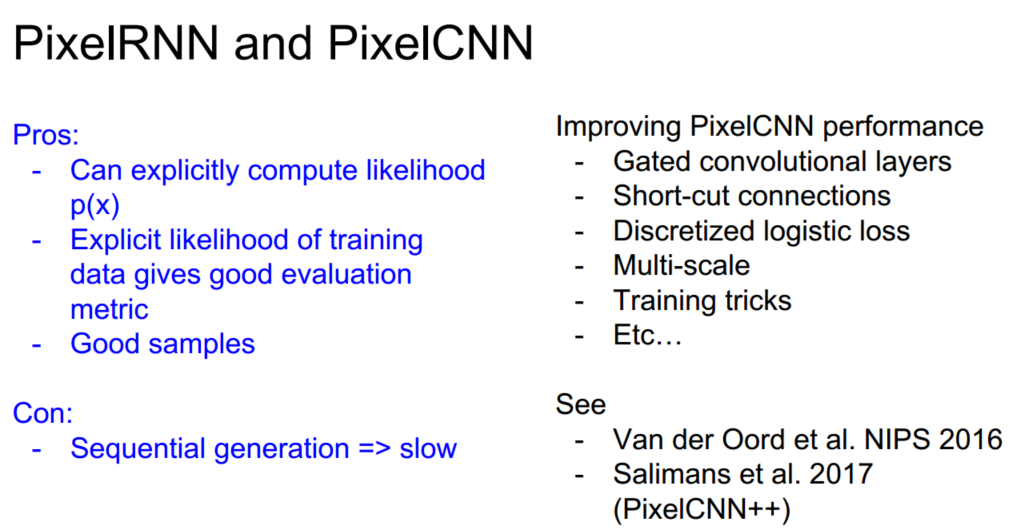 PixelRNN and PixelCNN
Pros:
- Can explicitly compute likelihood
p(x)
- Explicit likelihood of training
data gives good evaluation
metric
- Good samples
Con:
- Sequential generation => slow
Improving PixelCNN performance
- Gated convolutional layers
- Short-cut connections
- Discretized logistic loss
- Multi-scale
- Training tricks
- Etc…
See
- Van der Oord et al. NIPS 2016
- Salimans et al. 2017
(PixelCNN++)